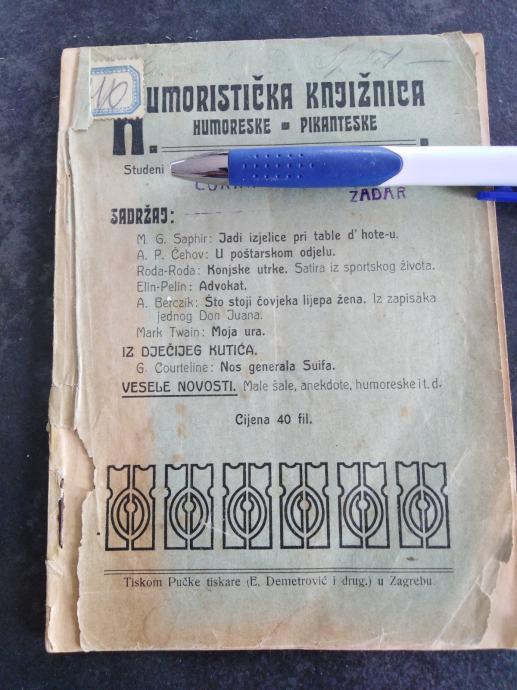 10
HUMORISTIČKA KNJIŽNICA
HUMORESKE - PIKANTESKE
Studeni
ZADAR
SADRŽAJ:
M. G. Saphir: Jadi izjelice pri table d' hote-u.
A. P. Čehov: U poštarskom odjelu.
Roda-Roda: Konjske utrke. Satira iz sportskog života.
Elin-Pelin: Advokat.
A. Berczik: Što stoji čovjeka lijepa žena. Iz zapisaka
jednog Don Juana.
Mark Twain: Moja ura.
IZ DJEČIJEG KUTIĆA.
G. Courteline: Nos generala Suifa.
VESELE NOVOSTI. Male šale, anekdote, humoreske i t. d.
Cijena 40 fil.
Tiskom Pučke tiskare (E. Demetrović i drug.) u Zagrebu.